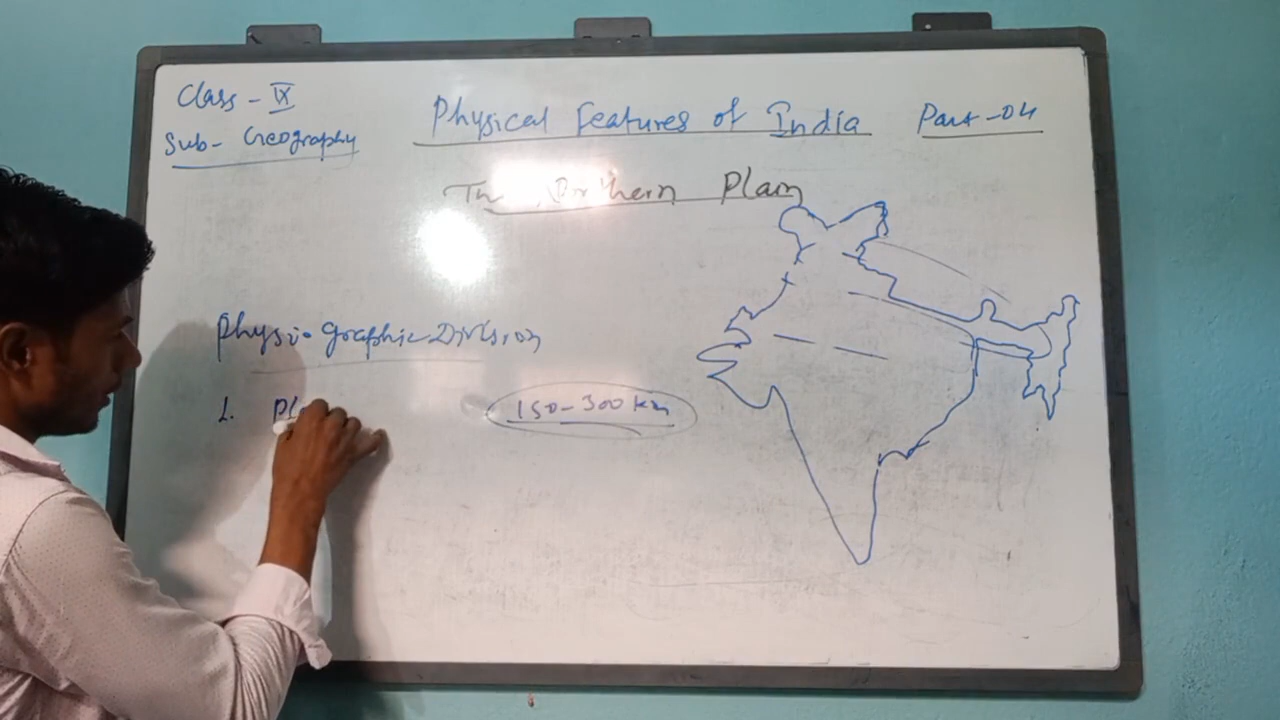 Class - IX
Sub- Geography
Physical Features of India Part-04
The Northern Plain
Physio-graphic Division
1. Pl
150-300 km